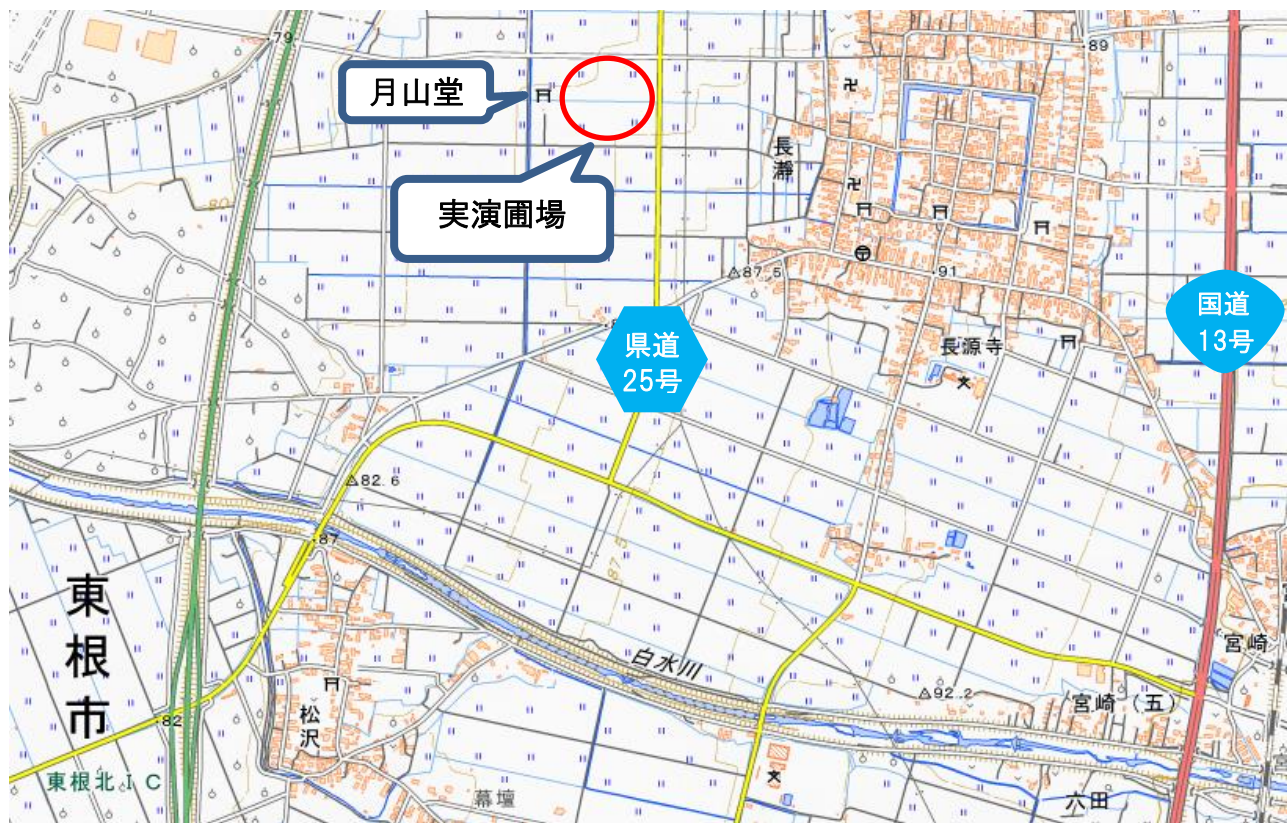 79
89
月山堂
長瀞
実演圃場
91
△87.5
国道
13号
県道
25号
長源寺
△82.6
87
87.5
東根市
白水川
宮崎
△92.2
宮崎（五）
松沢
82
東根北IC
幕壇
六田